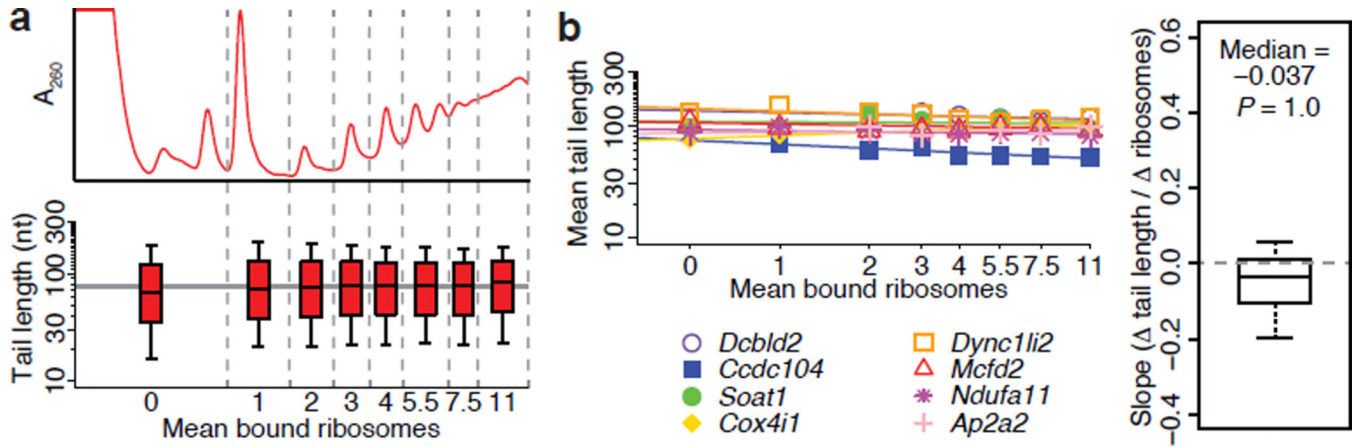 a
A260
Tail length (nt)
300
100
30
10
0 1 2 3 4 5.5 7.5 11
Mean bound ribosomes
b
Mean tail length
300
100
30
10
0 1 2 3 4 5.5 7.5 11
Mean bound ribosomes
Dcbld2
Ccdc104
Soat1
Cox4i1
Dync1li2
Mcfd2
Ndufa11
Ap2a2
Slope (Δ tail length / Δ ribosomes)
0.6
0.4
0.2
0.0
−0.2
−0.4
Median =
−0.037
P = 1.0